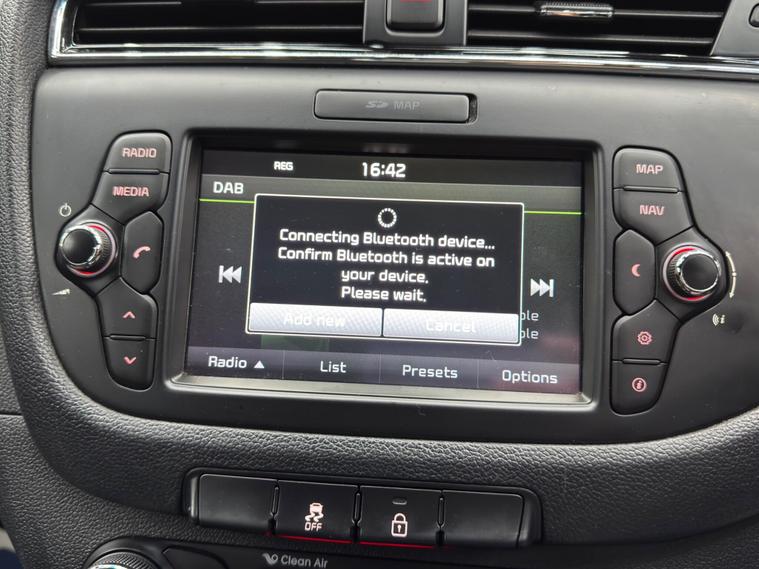 SD MAP
RADIO
MEDIA
MAP
NAV
REG
16:42
DAB
Connecting Bluetooth device...
Confirm Bluetooth is active on
your device.
Please wait.
Add new
Cancel
Radio ▲
List
Presets
Options
OFF
Clean Air